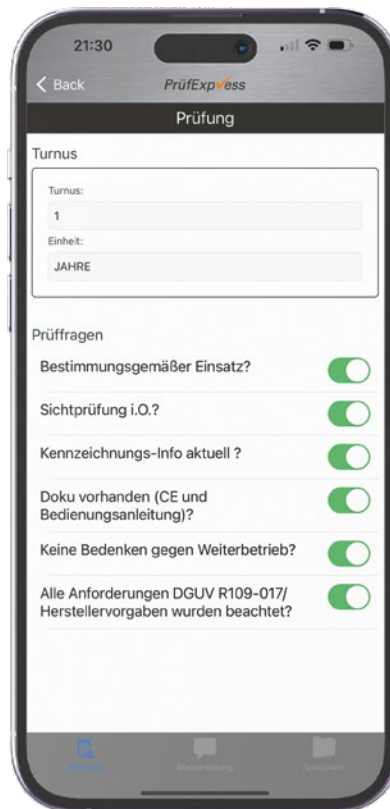 21:30
Back
PrüfExpress
Prüfung
Turnus
Turnus:
1
Einheit:
JAHRE
Prüffragen
Bestimmungsgemäßer Einsatz?
Sichtprüfung i.O.?
Kennzeichnungs-Info aktuell ?
Doku vorhanden (CE und
Bedienungsanleitung)?
Keine Bedenken gegen Weiterbetrieb?
Alle Anforderungen DGUV R109-017/
Herstellervorgaben wurden beachtet?
Rückmeldung
Speichern